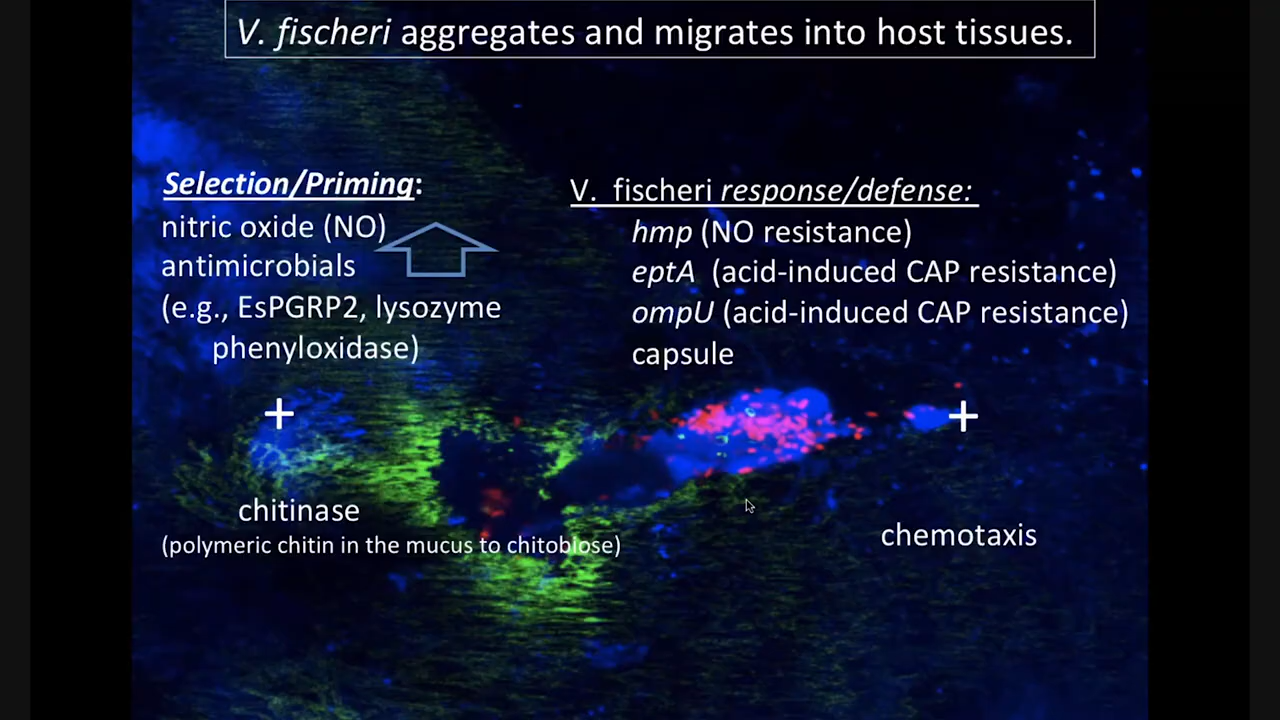 V. fischeri aggregates and migrates into host tissues.
Selection/Priming:
nitric oxide (NO)
antimicrobials
(e.g., EsPGRP2, lysozyme
phenyloxidase)
+
chitinase
(polymeric chitin in the mucus to chitobiose)
V. fischeri response/defense:
hmp (NO resistance)
eptA (acid-induced CAP resistance)
ompU (acid-induced CAP resistance)
capsule
+
chemotaxis